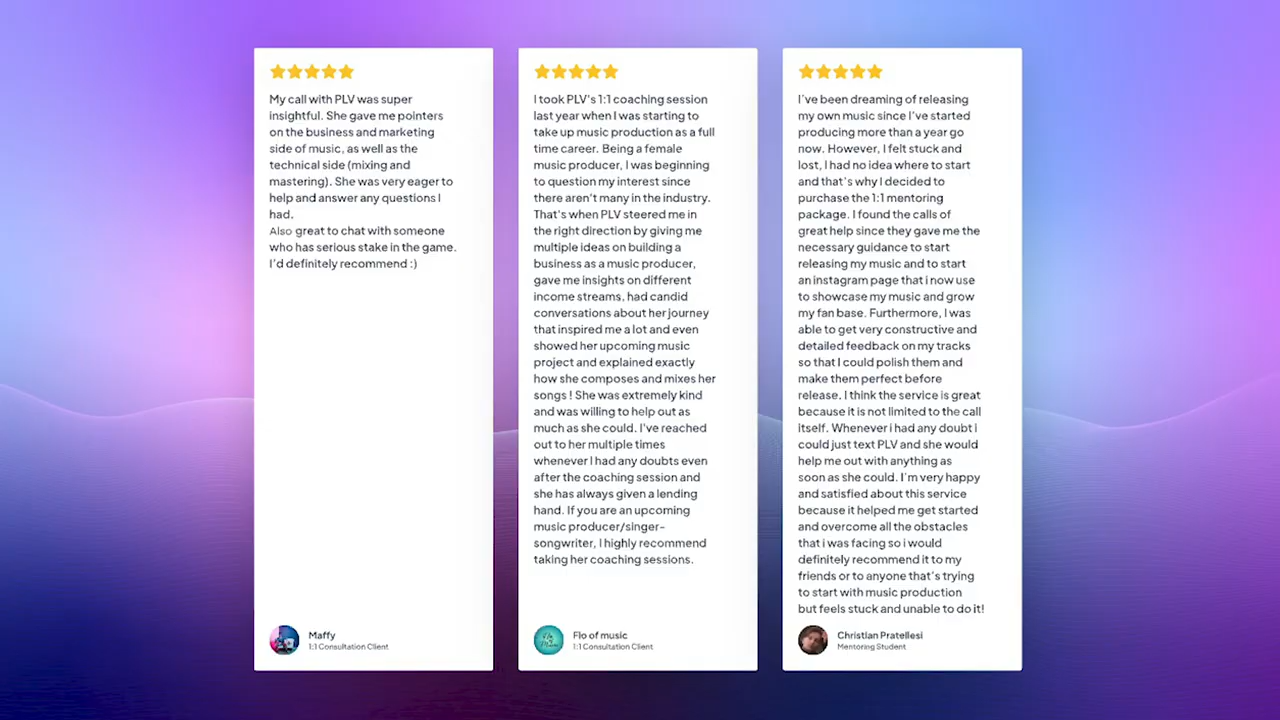 My call with PLV was super
insightful. She gave me pointers
on the business and marketing
side of music, as well as the
technical side (mixing and
mastering). She was very eager to
help and answer any questions I
had.
Also great to chat with someone
who has serious stake in the game.
I'd definitely recommend :)
Maffy
1:1 Consultation Client
I took PLV's 1:1 coaching session
last year when I was starting to
take up music production as a full
time career. Being a female
music producer, I was beginning
to question my interest since
there aren't many in the industry.
That's when PLV steered me in
the right direction by giving me
multiple ideas on building a
business as a music producer,
gave me insights on different
income streams, had candid
conversations about her journey
that inspired me a lot and even
showed her upcoming music
project and explained exactly
how she composes and mixes her
songs ! She was extremely kind
and was willing to help out as
much as she could. I've reached
out to her multiple times
whenever I had any doubts even
after the coaching session and
she has always given a lending
hand. If you are an upcoming
music producer/singer-
songwriter, I highly recommend
taking her coaching sessions.
Flo of music
1:1 Consultation Client
I've been dreaming of releasing
my own music since I've started
producing more than a year go
now. However, I felt stuck and
lost, I had no idea where to start
and that's why I decided to
purchase the 1:1 mentoring
package. I found the calls of
great help since they gave me the
necessary guidance to start
releasing my music and to start
an instagram page that i now use
to showcase my music and grow
my fan base. Furthermore, I was
able to get very constructive and
detailed feedback on my tracks
so that I could polish them and
make them perfect before
release. I think the service is great
because it is not limited to the call
itself. Whenever i had any doubt i
could just text PLV and she would
help me out with anything as
soon as she could. I'm very happy
and satisfied about this service
because it helped me get started
and overcome all the obstacles
that i was facing so i would
definitely recommend it to my
friends or to anyone that's trying
to start with music production
but feels stuck and unable to do it!
Christian Pratellesi
Mentoring Student